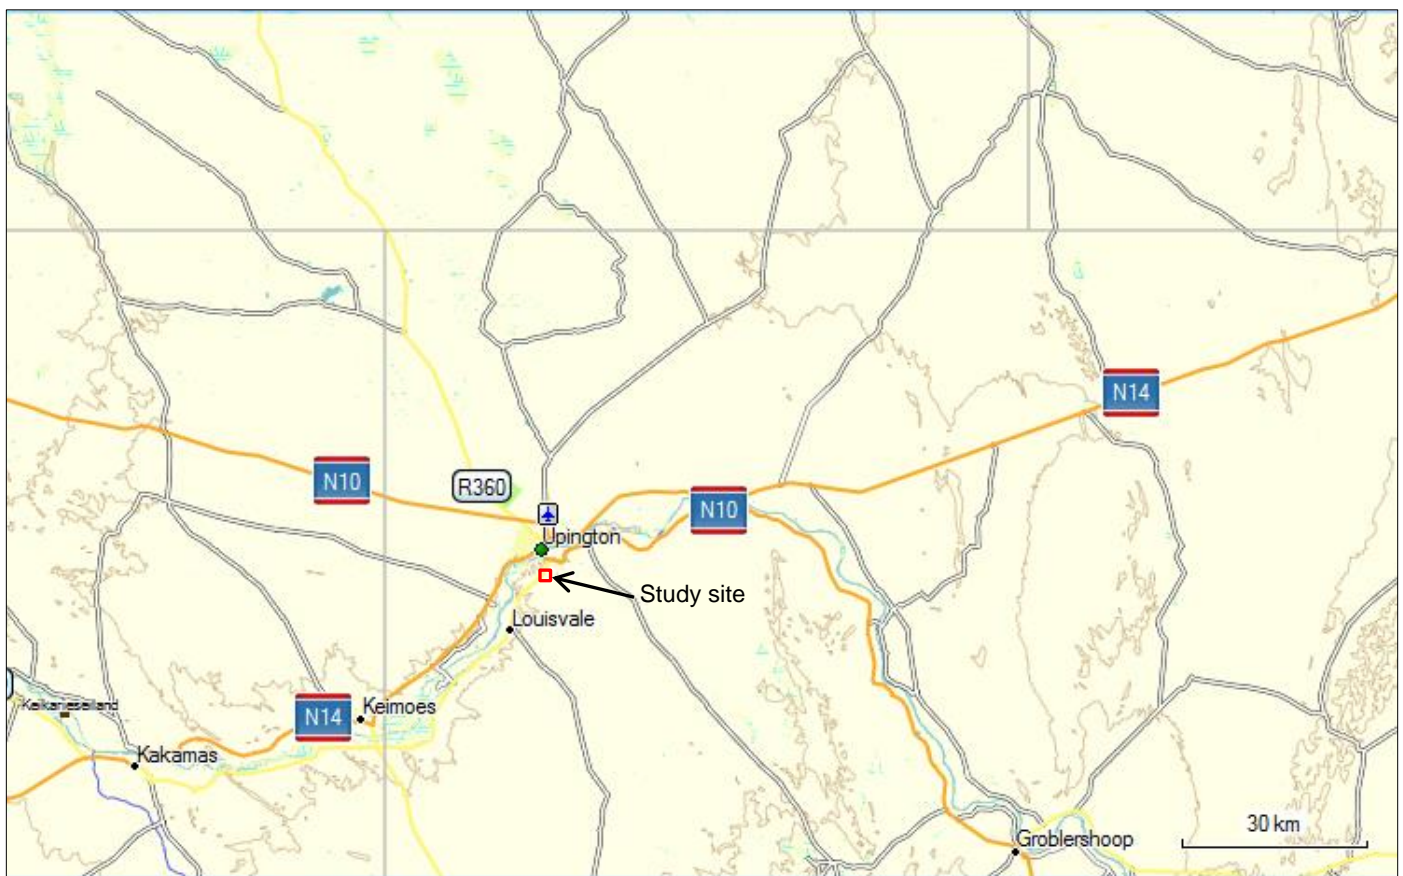 N14
N10
R360
N10
Upington
Study site
Louisvale
Keimoes
N14
Kakamas
30 km
Groblershoop